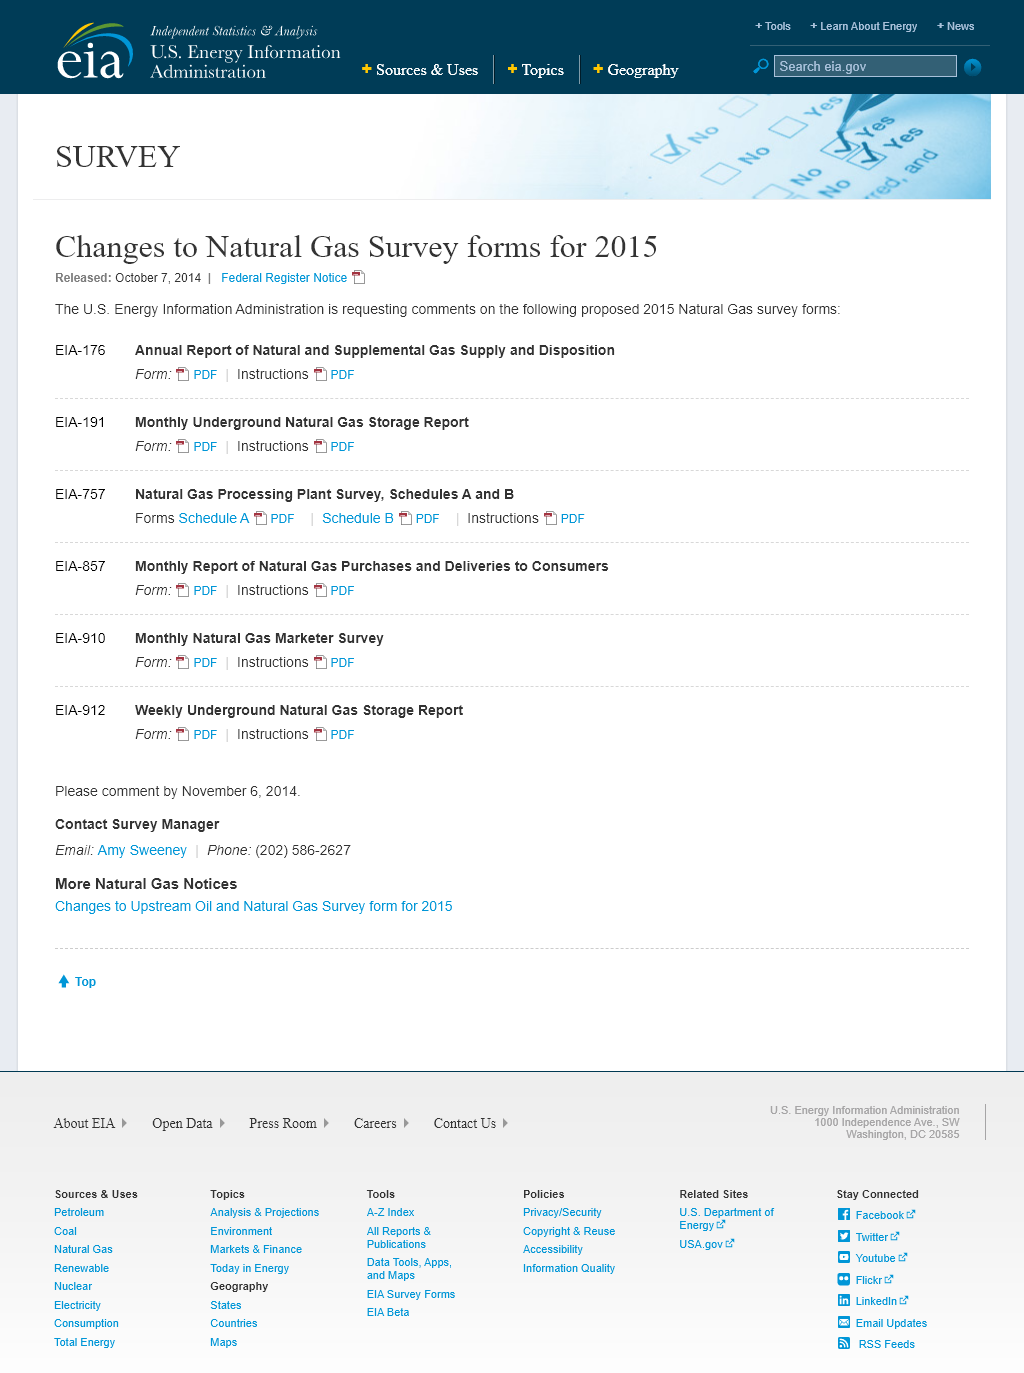 eia
Independent Statistics & Analysis
U.S. Energy Information
Administration
+ Sources & Uses
+ Topics
+ Geography
+ Tools
+ Learn About Energy
+ News
Search eia.gov
SURVEY
No
Yes
No
Yes
No
Yes
No
rred, and
Changes to Natural Gas Survey forms for 2015
Released: October 7, 2014 | Federal Register Notice
The U.S. Energy Information Administration is requesting comments on the following proposed 2015 Natural Gas survey forms:
EIA-176 Annual Report of Natural and Supplemental Gas Supply and Disposition
Form: PDF | Instructions PDF
EIA-191 Monthly Underground Natural Gas Storage Report
Form: PDF | Instructions PDF
EIA-757 Natural Gas Processing Plant Survey, Schedules A and B
Forms Schedule A PDF | Schedule B PDF | Instructions PDF
EIA-857 Monthly Report of Natural Gas Purchases and Deliveries to Consumers
Form: PDF | Instructions PDF
EIA-910 Monthly Natural Gas Marketer Survey
Form: PDF | Instructions PDF
EIA-912 Weekly Underground Natural Gas Storage Report
Form: PDF | Instructions PDF
Please comment by November 6, 2014.
Contact Survey Manager
Email: Amy Sweeney | Phone: (202) 586-2627
More Natural Gas Notices
Changes to Upstream Oil and Natural Gas Survey form for 2015
Top
About EIA
Open Data
Press Room
Careers
Contact Us
U.S. Energy Information Administration
1000 Independence Ave., SW
Washington, DC 20585
Sources & Uses
Petroleum
Coal
Natural Gas
Renewable
Nuclear
Electricity
Consumption
Total Energy
Topics
Analysis & Projections
Environment
Markets & Finance
Today in Energy
Geography
States
Countries
Maps
Tools
A-Z Index
All Reports &
Publications
Data Tools, Apps,
and Maps
EIA Survey Forms
EIA Beta
Policies
Privacy/Security
Copyright & Reuse
Accessibility
Information Quality
Related Sites
U.S. Department of
Energy
USA.gov
Stay Connected
Facebook
Twitter
Youtube
Flickr
LinkedIn
Email Updates
RSS Feeds